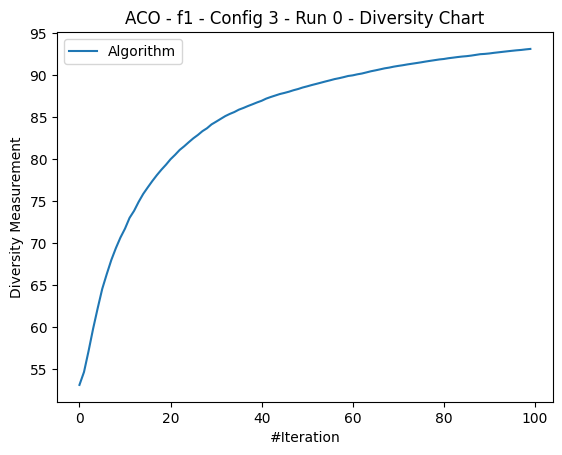 ACO - f1 - Config 3 - Run 0 - Diversity Chart
Algorithm
Diversity Measurement
95
90
85
80
75
70
65
60
55
0 20 40 60 80 100
#Iteration